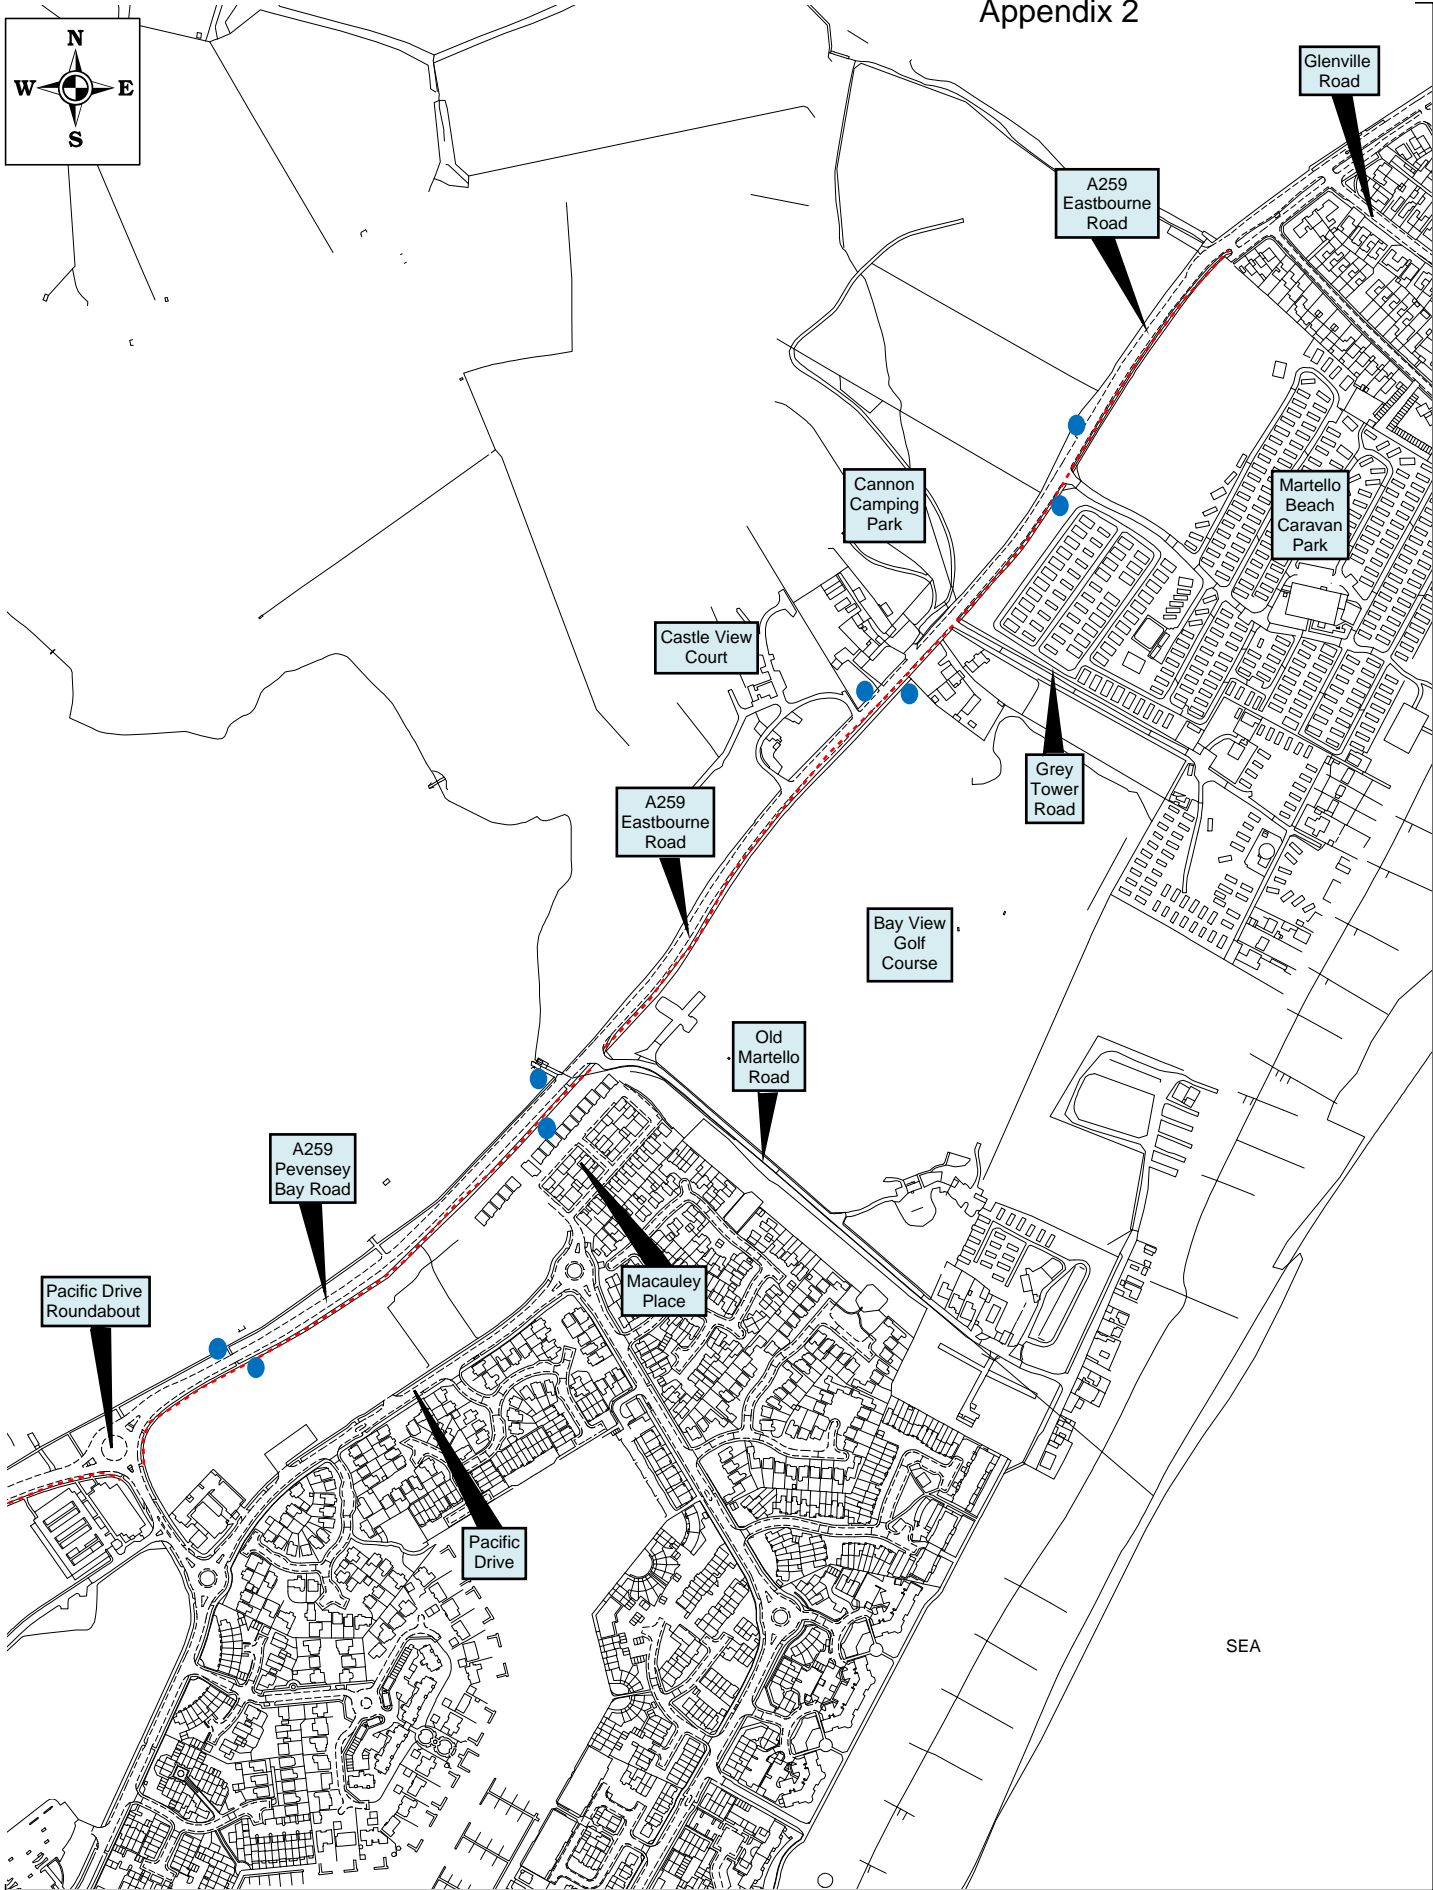 Appendix 2
N
W E
S
Glenville
Road
A259
Eastbourne
Road
Cannon
Camping
Park
Martello
Beach
Caravan
Park
Castle View
Court
Grey
Tower
Road
A259
Eastbourne
Road
Bay View
Golf
Course
Old
Martello
Road
A259
Pevensey
Bay Road
Macauley
Place
Pacific Drive
Roundabout
Pacific
Drive
SEA